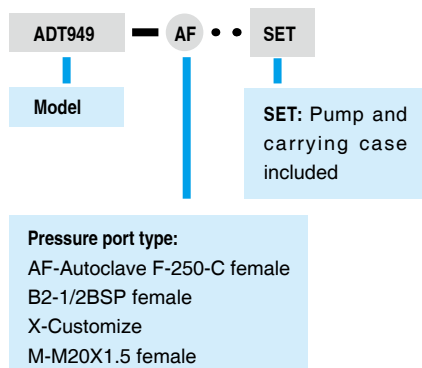 ADT949 — AF • • SET
Model
SET: Pump and
carrying case
included
Pressure port type:
AF-Autoclave F-250-C female
B2-1/2BSP female
X-Customize
M-M20X1.5 female